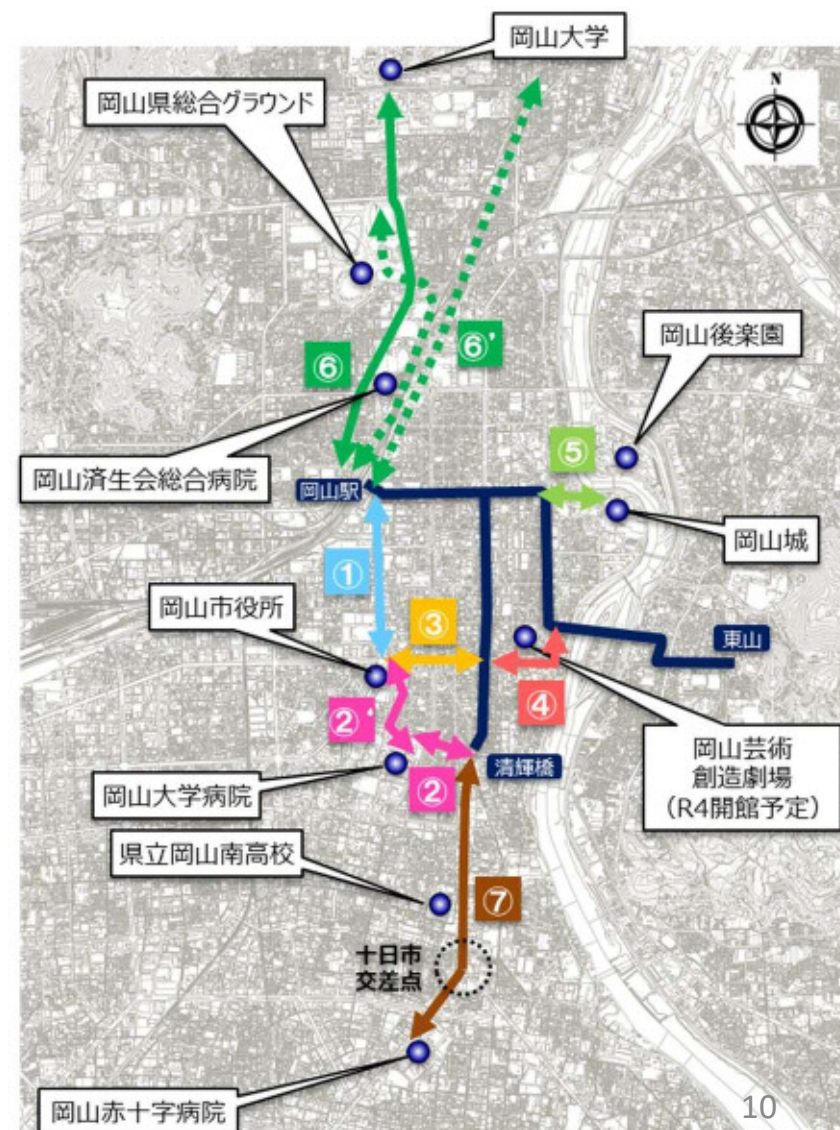 岡山大学
岡山県総合グラウンド
N
岡山後楽園
⑥
⑥'
岡山済生会総合病院
⑤
岡山駅
岡山城
①
岡山市役所
③
東山
④
②'
岡山芸術
創造劇場
(R4開館予定)
清輝橋
岡山大学病院
②
県立岡山南高校
⑦
十日市
交差点
岡山赤十字病院
10